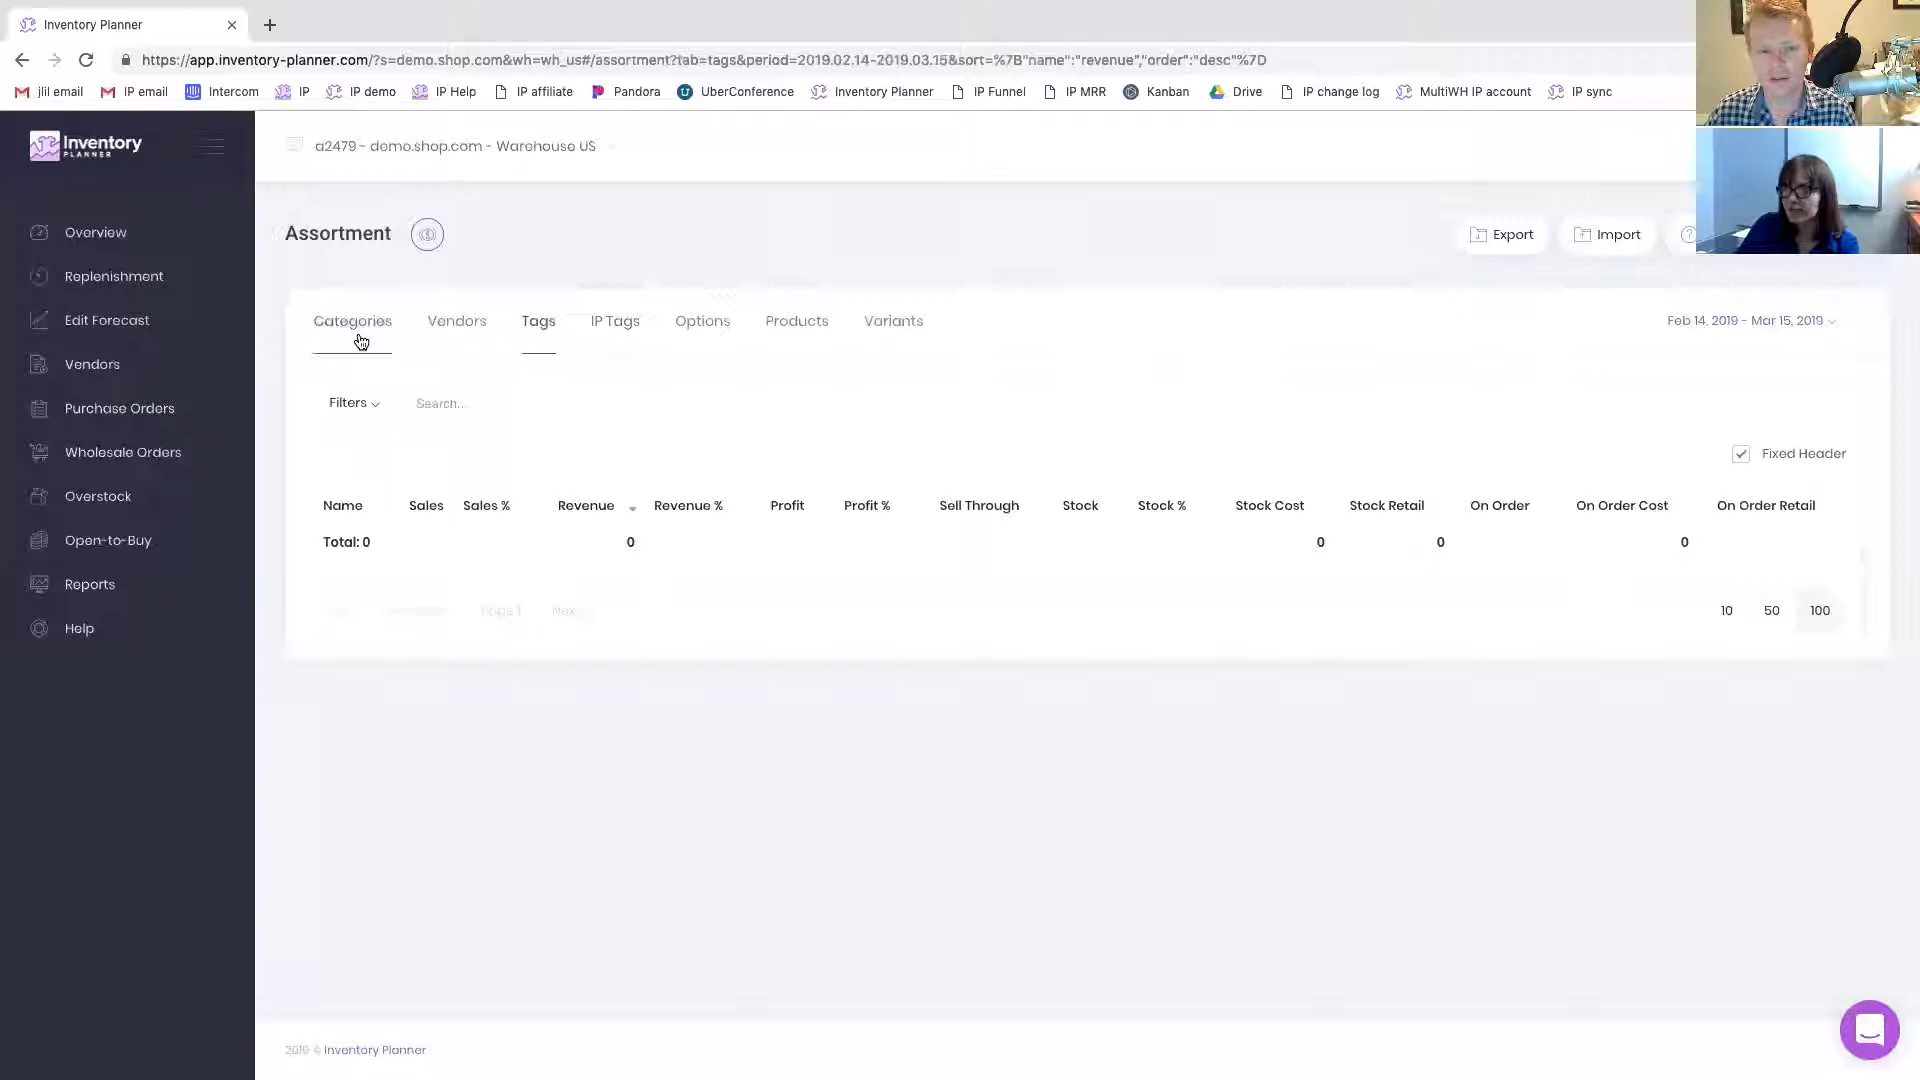 Inventory Planner
https://app.inventory-planner.com/?s=demo.shop.com&wh=wh_us#/assortment?tab=tags&period=2019.02.14-2019.03.15&sort=%7B"name":"revenue","order":"desc"%7D
jlil email IP email Intercom IP IP demo IP Help IP affiliate Pandora UberConference Inventory Planner IP Funnel IP MRR Kanban Drive IP change log MultiWH IP account IP sync
Inventory
PLANNER
a2479 - demo.shop.com - Warehouse US
Overview
Replenishment
Edit Forecast
Vendors
Purchase Orders
Wholesale Orders
Overstock
Open-to-Buy
Reports
Help
Assortment
Export Import
Categories Vendors Tags IP Tags Options Products Variants
Feb 14, 2019 - Mar 15, 2019
Filters Search...
Fixed Header
Name Sales Sales % Revenue Revenue % Profit Profit % Sell Through Stock Stock % Stock Cost Stock Retail On Order On Order Cost On Order Retail
Total: 0 0 0 0 0
Page 1 Next 10 50 100
2019 © Inventory Planner